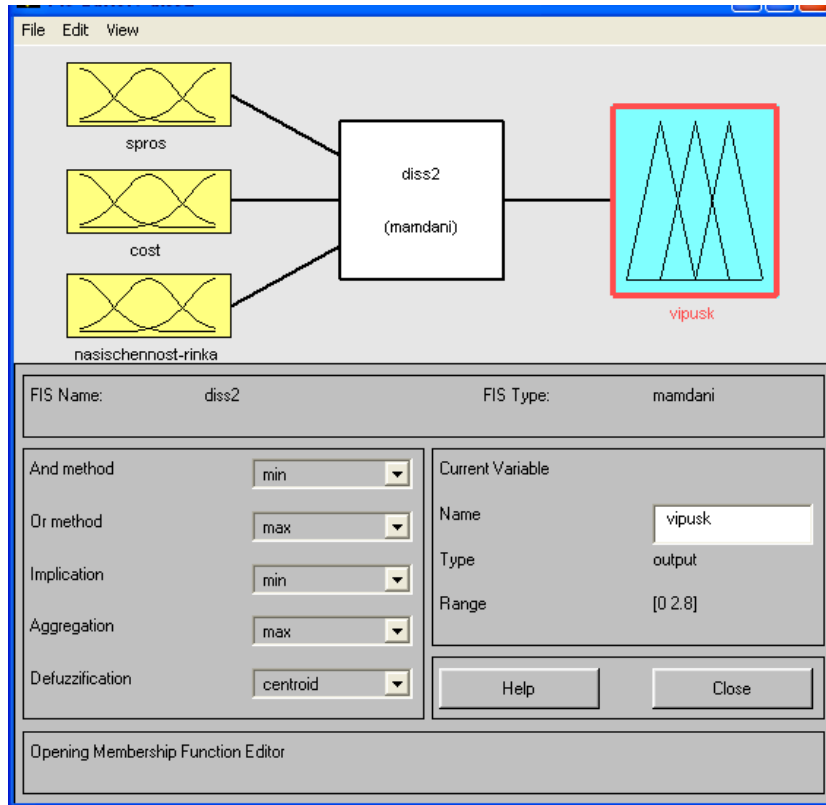 File Edit View
spros
cost
nasischennost-rinka
diss2
(mamdani)
vipusk
FIS Name: diss2 FIS Type: mamdani
And method min
Or method max
Implication min
Aggregation max
Defuzzification centroid
Current Variable
Name vipusk
Type output
Range [0 2.8]
Help Close
Opening Membership Function Editor